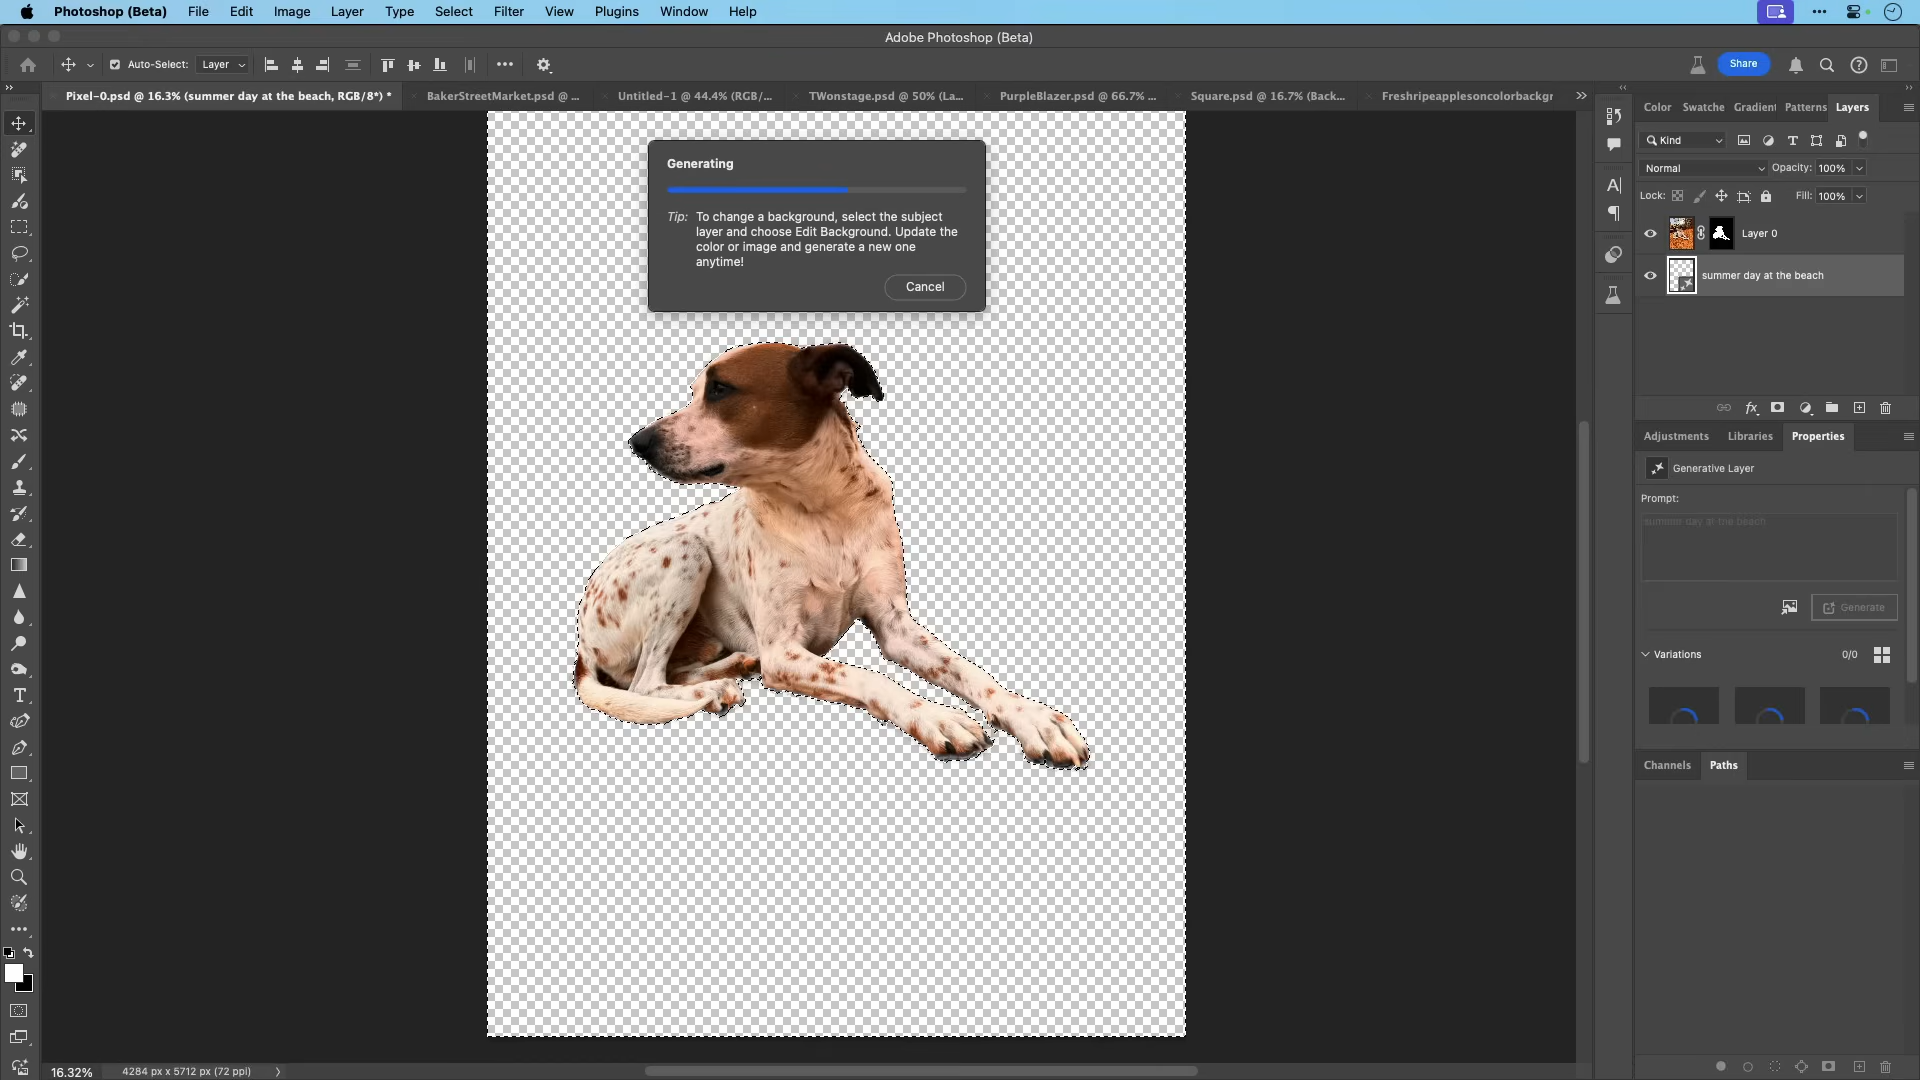 Photoshop (Beta) File Edit Image Layer Type Select Filter View Plugins Window Help
Adobe Photoshop (Beta)
Auto-Select: Layer
Share
Pixel-0.psd @ 16.3% (summer day at the beach, RGB/8*) *
BakerStreetMarket.psd @ ...
Untitled-1 @ 44.4% (RGB/...
TWonstage.psd @ 50% (La...
PurpleBlazer.psd @ 66.7% ...
Square.psd @ 16.7% (Back...
Freshripeapplesoncolorbackgr
Color Swatche Gradient Patterns Layers
Kind
Normal Opacity: 100%
Lock: Fill: 100%
Layer 0
summer day at the beach
Generating
Tip: To change a background, select the subject
layer and choose Edit Background. Update the
color or image and generate a new one
anytime!
Cancel
Adjustments Libraries Properties
Generative Layer
Prompt:
summer day at the beach
Generate
Variations 0/0
Channels Paths
16.32% 4284 px x 5712 px (72 ppi)